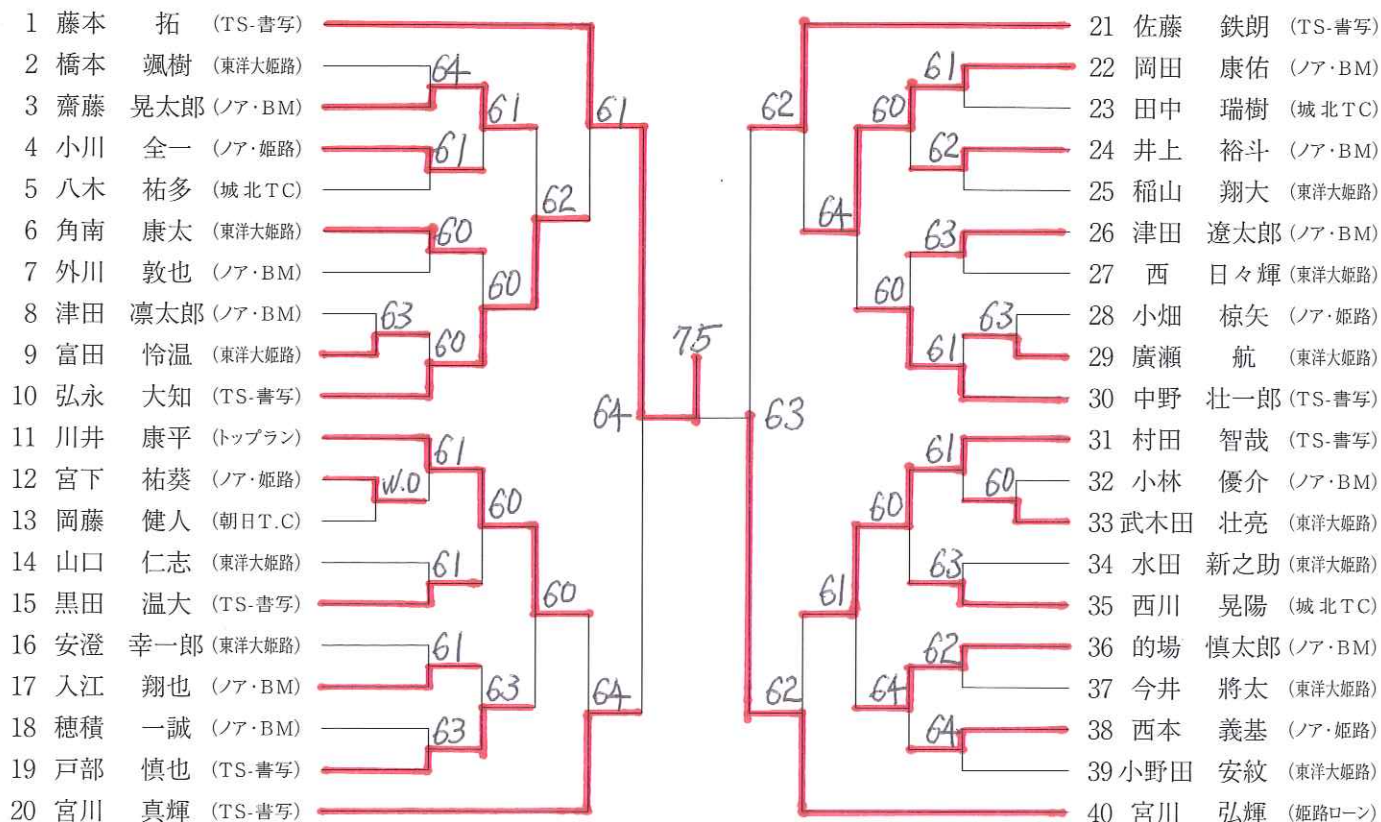 1 藤本 拓 (TS-書写)
2 橋本 颯樹 (東洋大姫路)
3 齋藤 晃太郎 (ノア・BM)
4 小川 全一 (ノア・姫路)
5 八木 祐多 (城北TC)
6 角南 康太 (東洋大姫路)
7 外川 敦也 (ノア・BM)
8 津田 凛太郎 (ノア・BM)
9 富田 怜温 (東洋大姫路)
10 弘永 大知 (TS-書写)
11 川井 康平 (トップラン)
12 宮下 祐葵 (ノア・姫路)
13 岡藤 健人 (朝日T.C)
14 山口 仁志 (東洋大姫路)
15 黒田 温大 (TS-書写)
16 安澄 幸一郎 (東洋大姫路)
17 入江 翔也 (ノア・BM)
18 穂積 一誠 (ノア・BM)
19 戸部 慎也 (TS-書写)
20 宮川 真輝 (TS-書写)
64
61
60
63
60
W.O
61
61
61
63
61
60
60
63
62
60
61
64
64
75
63
62
62
64
61
60
60
60
64
61
62
63
61
63
61
60
63
62
64
21 佐藤 鉄朗 (TS-書写)
22 岡田 康佑 (ノア・BM)
23 田中 瑞樹 (城北TC)
24 井上 裕斗 (ノア・BM)
25 稲山 翔大 (東洋大姫路)
26 津田 遼太郎 (ノア・BM)
27 西 日々輝 (東洋大姫路)
28 小畑 椋矢 (ノア・姫路)
29 廣瀬 航 (東洋大姫路)
30 中野 壮一郎 (TS-書写)
31 村田 智哉 (TS-書写)
32 小林 優介 (ノア・BM)
33 武木田 壮亮 (東洋大姫路)
34 水田 新之助 (東洋大姫路)
35 西川 晃陽 (城北TC)
36 的場 慎太郎 (ノア・BM)
37 今井 將太 (東洋大姫路)
38 西本 義基 (ノア・姫路)
39 小野田 安紋 (東洋大姫路)
40 宮川 弘輝 (姫路ローン)